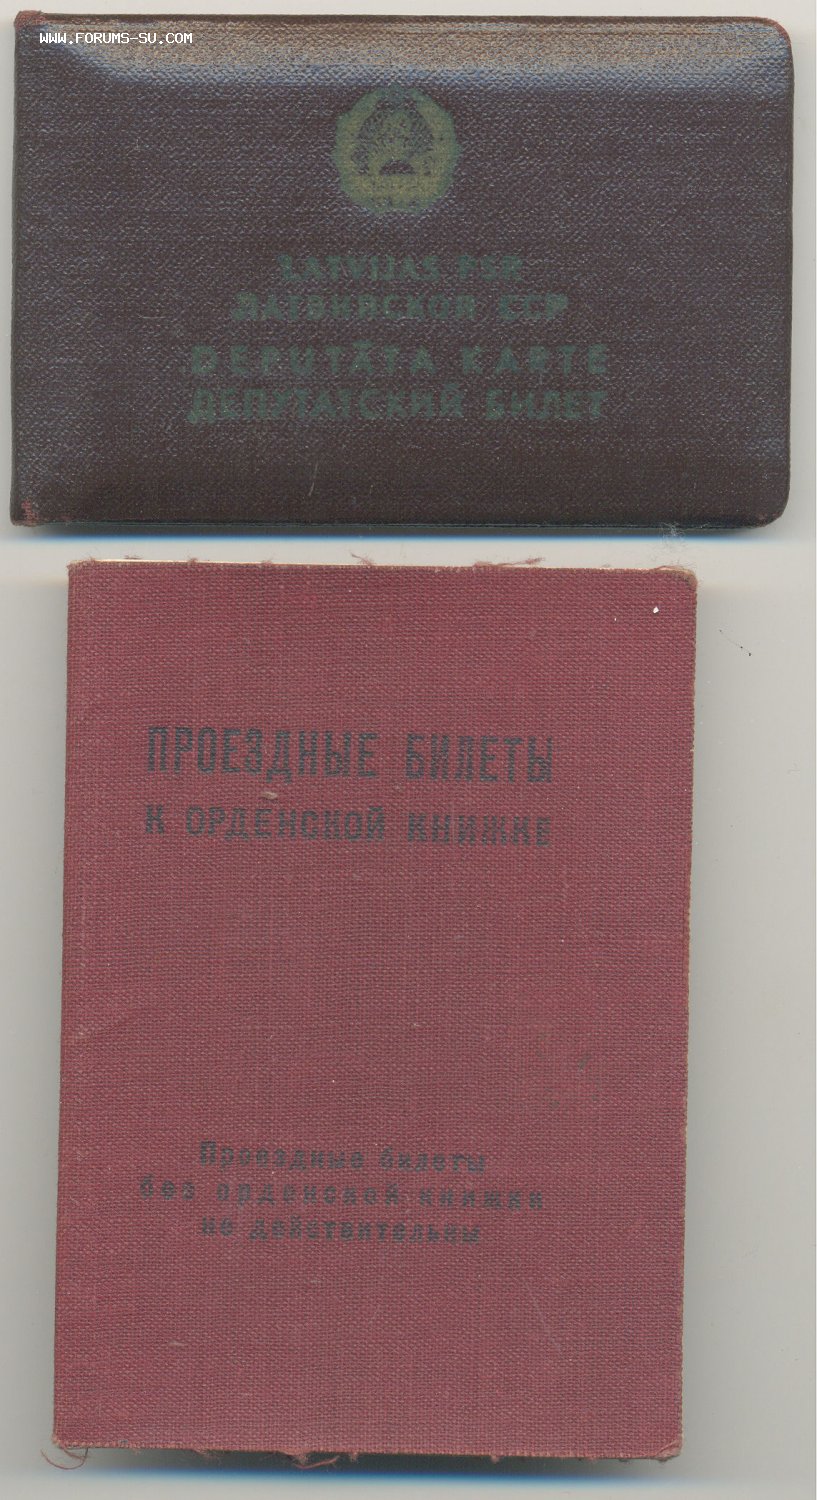 WWW.FORUMS-SU.COM
LATVIJAS PSR
ЛАТВИЙСКОЙ ССР
DEPUTĀTA KARTE
ДЕПУТАТСКИЙ БИЛЕТ
ПРОЕЗДНЫЕ БИЛЕТЫ
К ОРДЕНСКОЙ КНИЖКЕ
Проездные билеты
без орденской книжки
не действительны